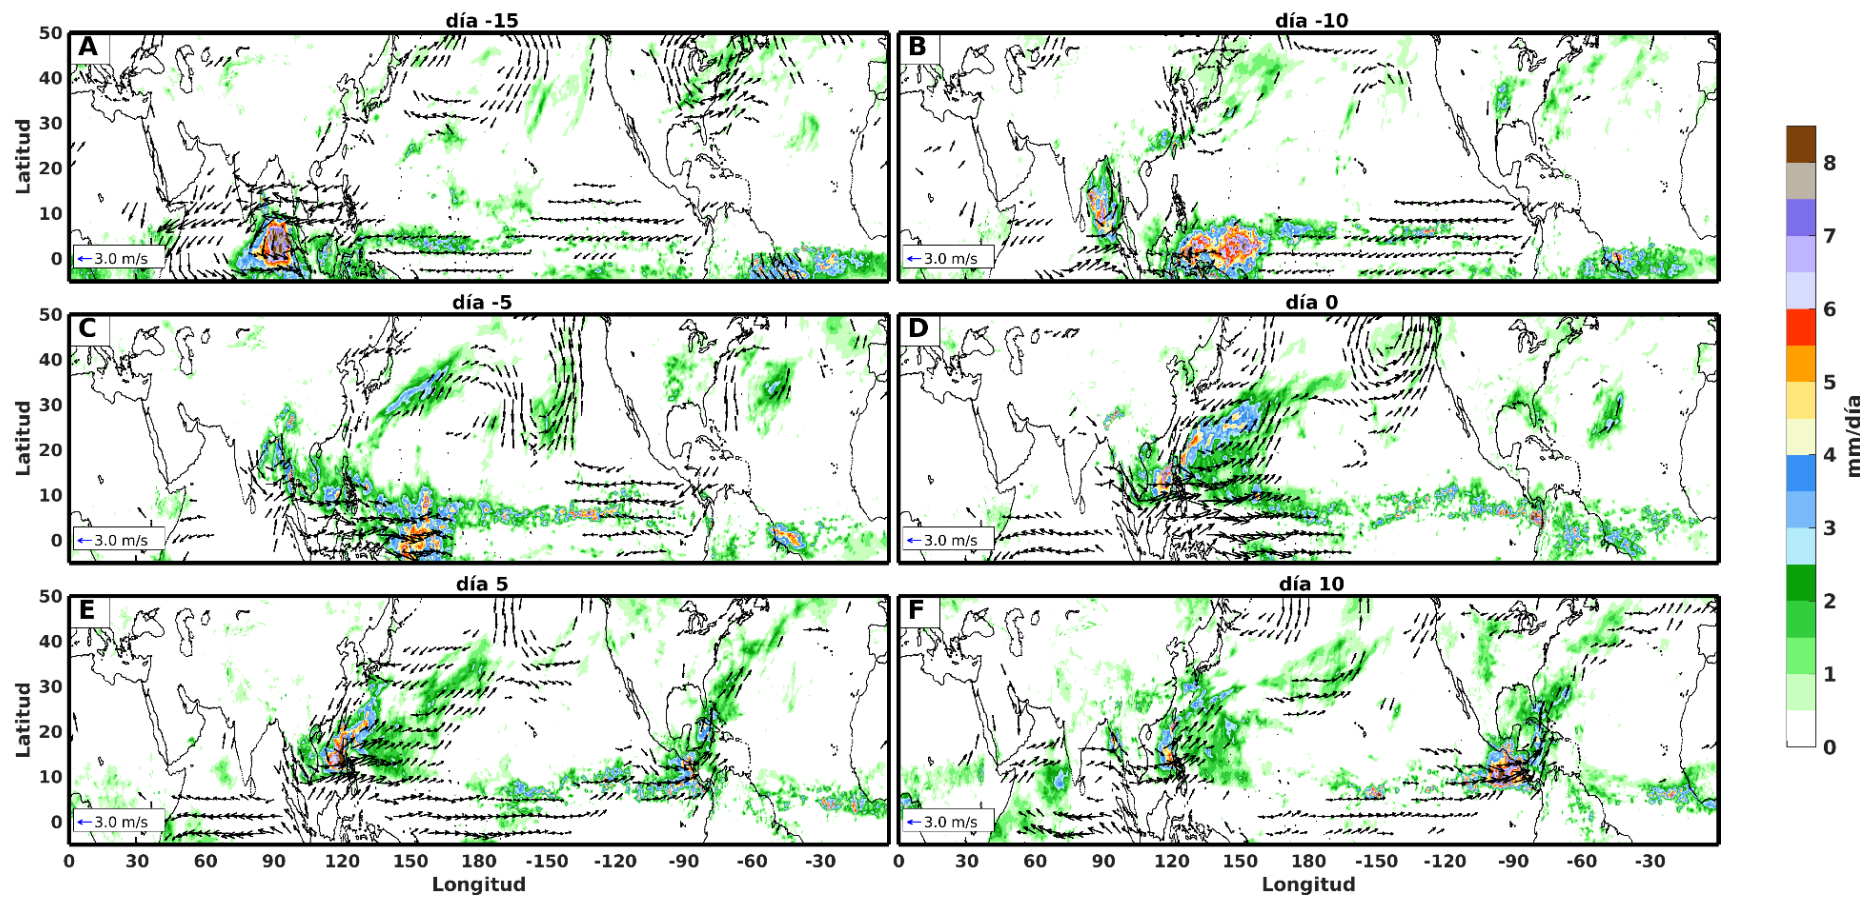 día -15
día -10
A
50
40
30
20
10
0
Latitud
3.0 m/s
B
3.0 m/s
día -5
día 0
C
50
40
30
20
10
0
Latitud
3.0 m/s
D
3.0 m/s
día 5
día 10
E
50
40
30
20
10
0
Latitud
3.0 m/s
F
3.0 m/s
0 30 60 90 120 150 180 -150 -120 -90 -60 -30
Longitud
0 30 60 90 120 150 180 -150 -120 -90 -60 -30
Longitud
8
7
6
5
4
3
2
1
0
mm/día